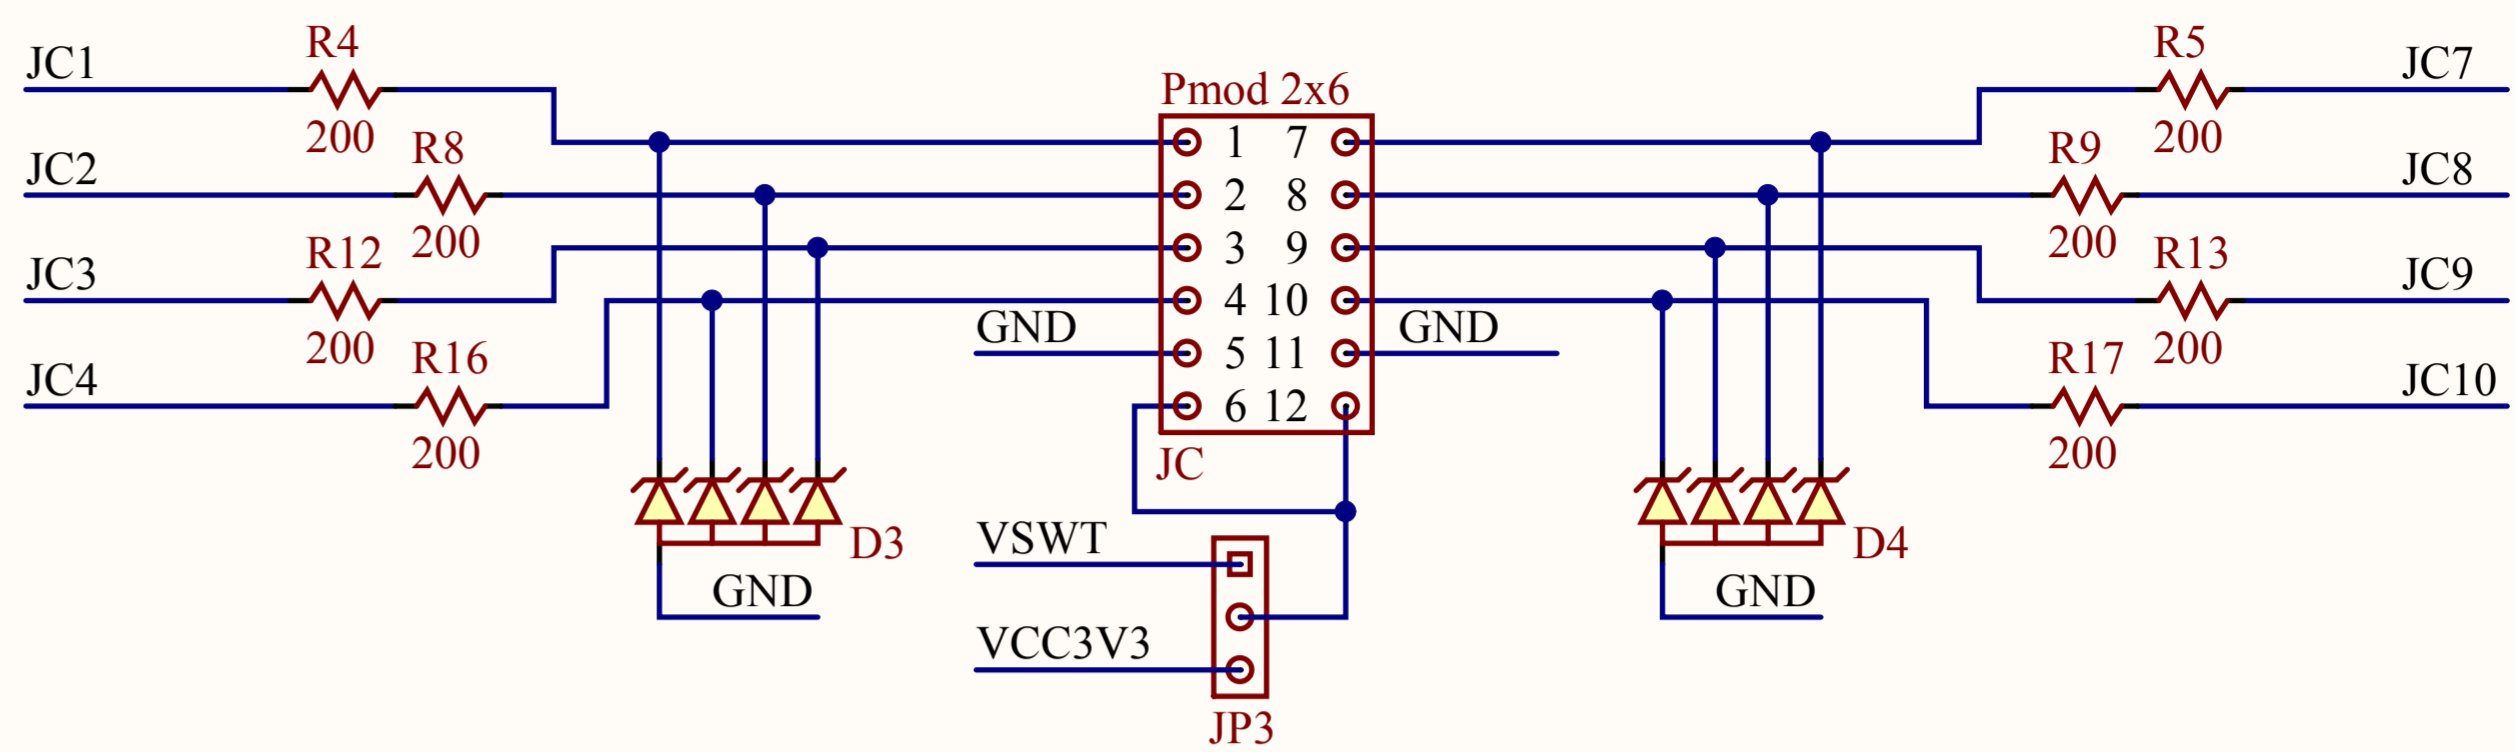 R4
R5
JC1
JC7
Pmod 2x6
200
R8
1 7
R9
200
JC2
2 8
JC8
200
R12
3 9
200
R13
JC3
JC9
GND
4 10
GND
200
R16
5 11
R17
200
JC4
6 12
JC10
200
JC
200
D3
VSWT
D4
GND
GND
VCC3V3
JP3